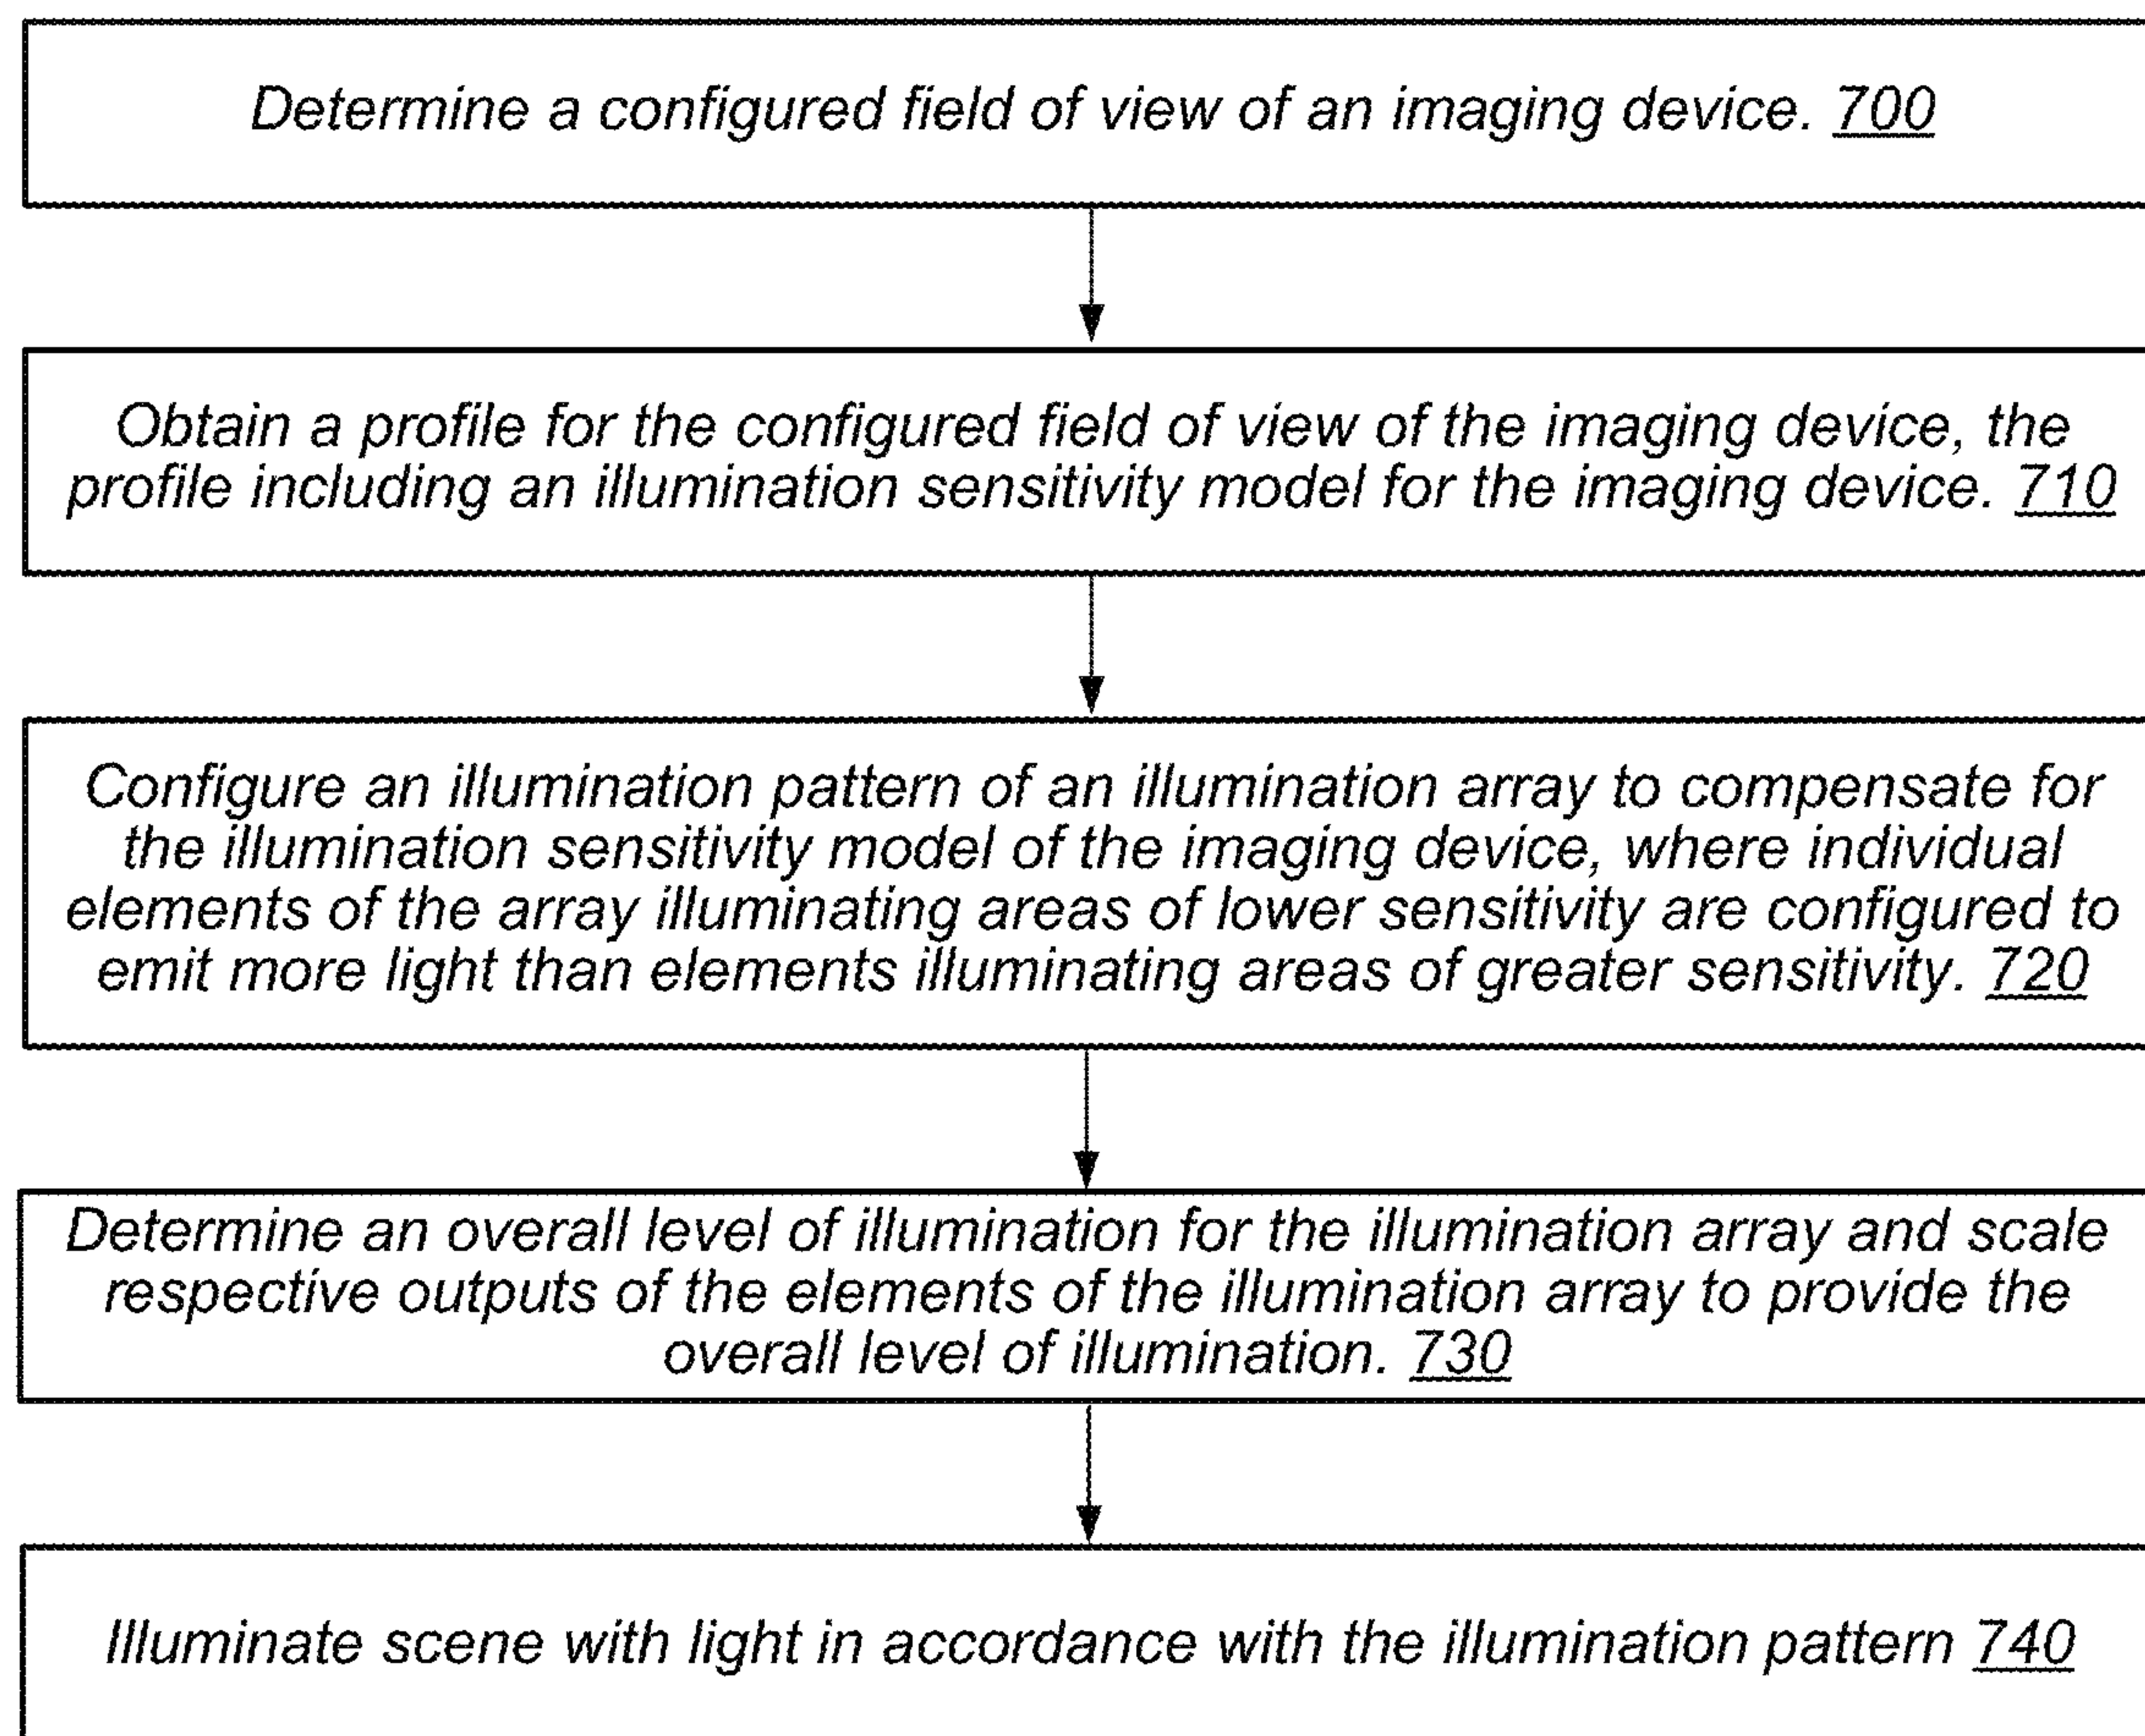 Determine a configured field of view of an imaging device. 700
Obtain a profile for the configured field of view of the imaging device, the
profile including an illumination sensitivity model for the imaging device. 710
Configure an illumination pattern of an illumination array to compensate for
the illumination sensitivity model of the imaging device, where individual
elements of the array illuminating areas of lower sensitivity are configured to
emit more light than elements illuminating areas of greater sensitivity. 720
Determine an overall level of illumination for the illumination array and scale
respective outputs of the elements of the illumination array to provide the
overall level of illumination. 730
Illuminate scene with light in accordance with the illumination pattern 740